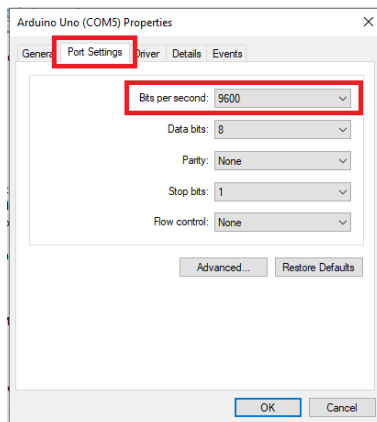 Arduino Uno (COM5) Properties
General Port Settings Driver Details Events
Bits per second: 9600
Data bits: 8
Parity: None
Stop bits: 1
Flow control: None
Advanced... Restore Defaults
OK Cancel